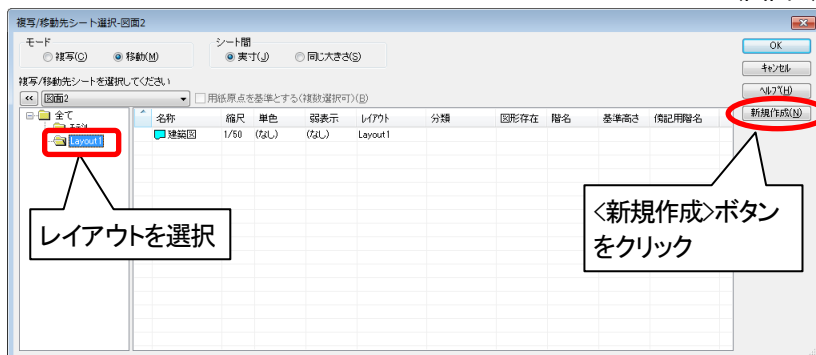 複写/移動先シート選択-図面2
モード
複写(C) 移動(M)
シート間
実寸(J) 同じ大きさ(S)
OK
キャンセル
ヘルプ(H)
新規作成(N)
複写/移動先シートを選択してください
<< 図面2 用紙原点を基準とする(複数選択可)(B)
全て
モデル
Layout1
名称 縮尺 単色 弱表示 レイアウト 分類 図形存在 階名 基準高さ 傍記用階名
建築図 1/50 (なし) (なし) Layout1
レイアウトを選択
<新規作成>ボタン
をクリック